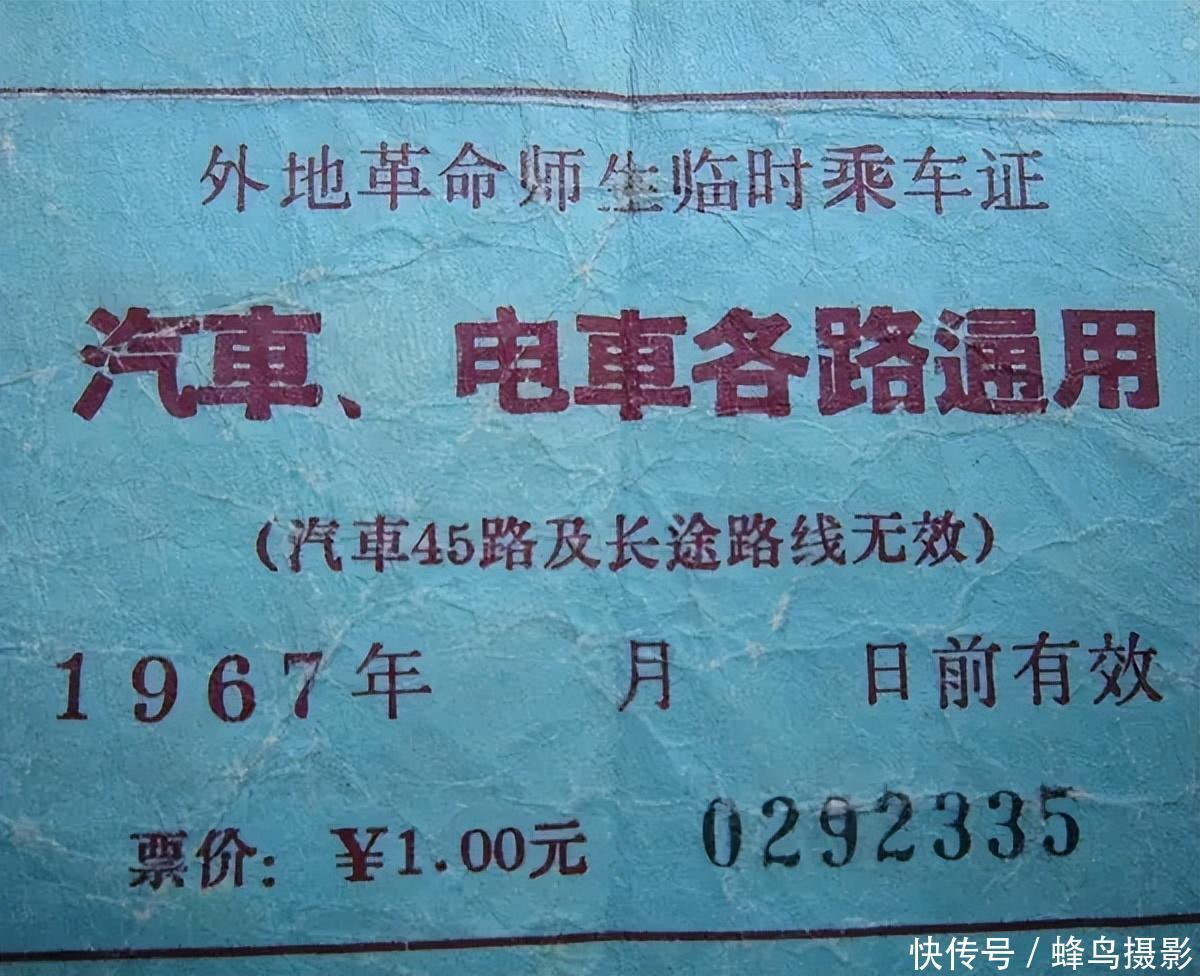 外地革命师生临时乘车证
汽車、电車各路通用
(汽車45路及长途路线无效)
1967年 月 日前有效
票价: ¥1.00元 0292335
快传号 / 蜂鸟摄影